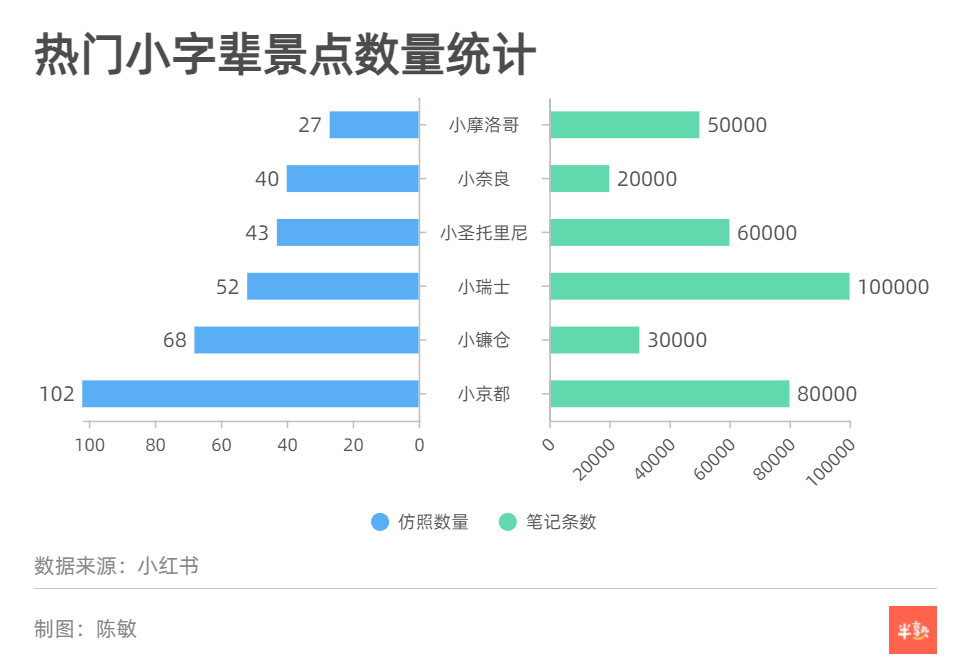 热门小字辈景点数量统计
27 小摩洛哥 50000
40 小奈良 20000
43 小圣托里尼 60000
52 小瑞士 100000
68 小镰仓 30000
102 小京都 80000
100 80 60 40 20 0 0 20000 40000 60000 80000 100000
仿照数量 笔记条数
数据来源：小红书
制图：陈敏
半熟